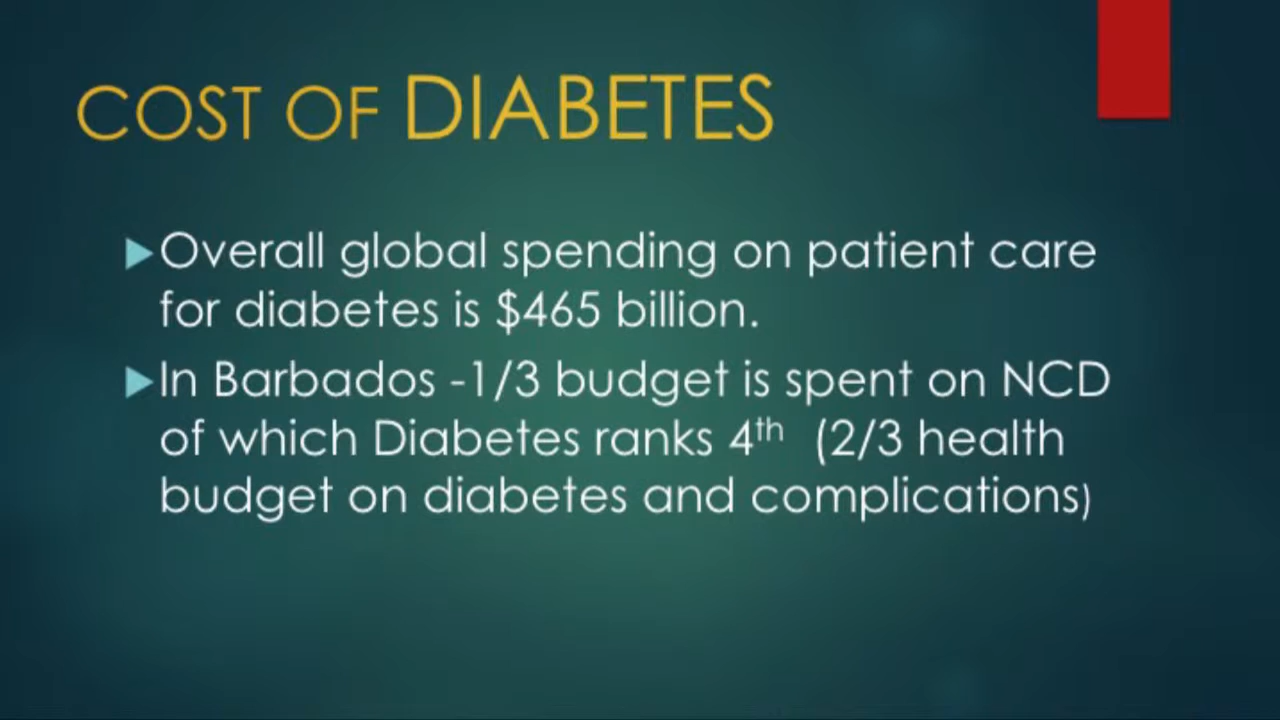 COST OF DIABETES
Overall global spending on patient care
for diabetes is $465 billion.
In Barbados -1/3 budget is spent on NCD
of which Diabetes ranks 4th (2/3 health
budget on diabetes and complications)